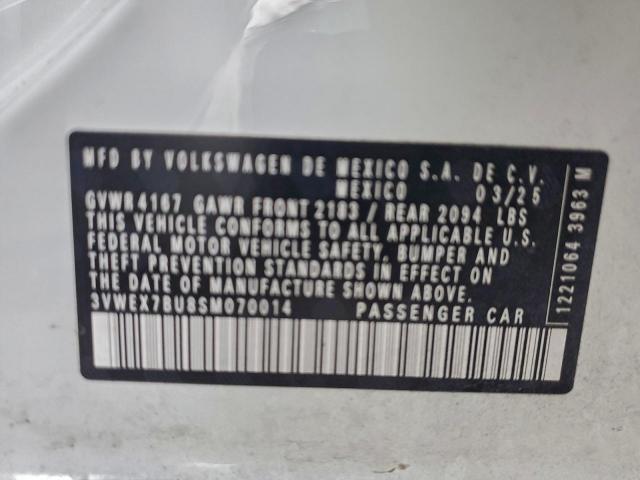 MFD BY VOLKSWAGEN DE MEXICO S.A. DE C.V.
MEXICO 03/25
GVWR 4167 GAWR FRONT 2183 / REAR 2094 LBS
THIS VEHICLE CONFORMS TO ALL APPLICABLE U.S.
FEDERAL MOTOR VEHICLE SAFETY, BUMPER AND
THEFT PREVENTION STANDARDS IN EFFECT ON
THE DATE OF MANUFACTURE SHOWN ABOVE.
3VWEX7BU8SM070014 PASSENGER CAR
1221064 3963 M